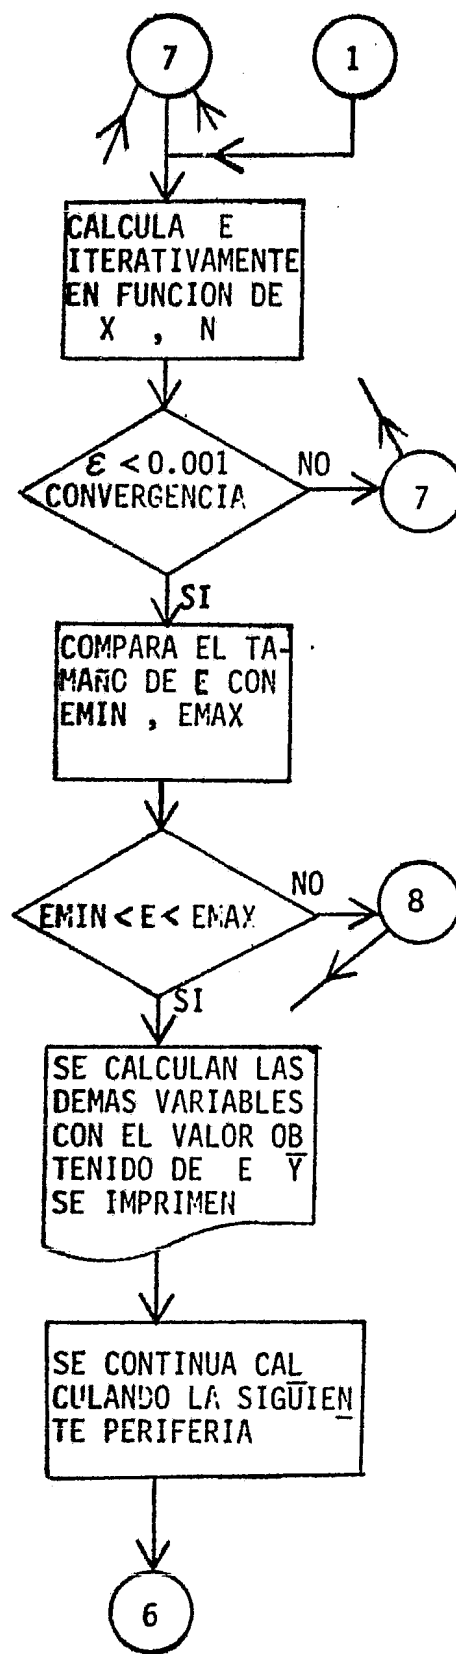 7 1
CALCULA E
ITERATIVAMENTE
EN FUNCION DE
X , N
ε < 0.001
CONVERGENCIA
NO
7
SI
COMPARA EL TA-
MAÑO DE E CON
EMIN , EMAX
EMIN < E < EMAX
NO
8
SI
SE CALCULAN LAS
DEMAS VARIABLES
CON EL VALOR OB
TENIDO DE E Y
SE IMPRIMEN
SE CONTINUA CAL
CULANDO LA SIGUIEN
TE PERIFERIA
6